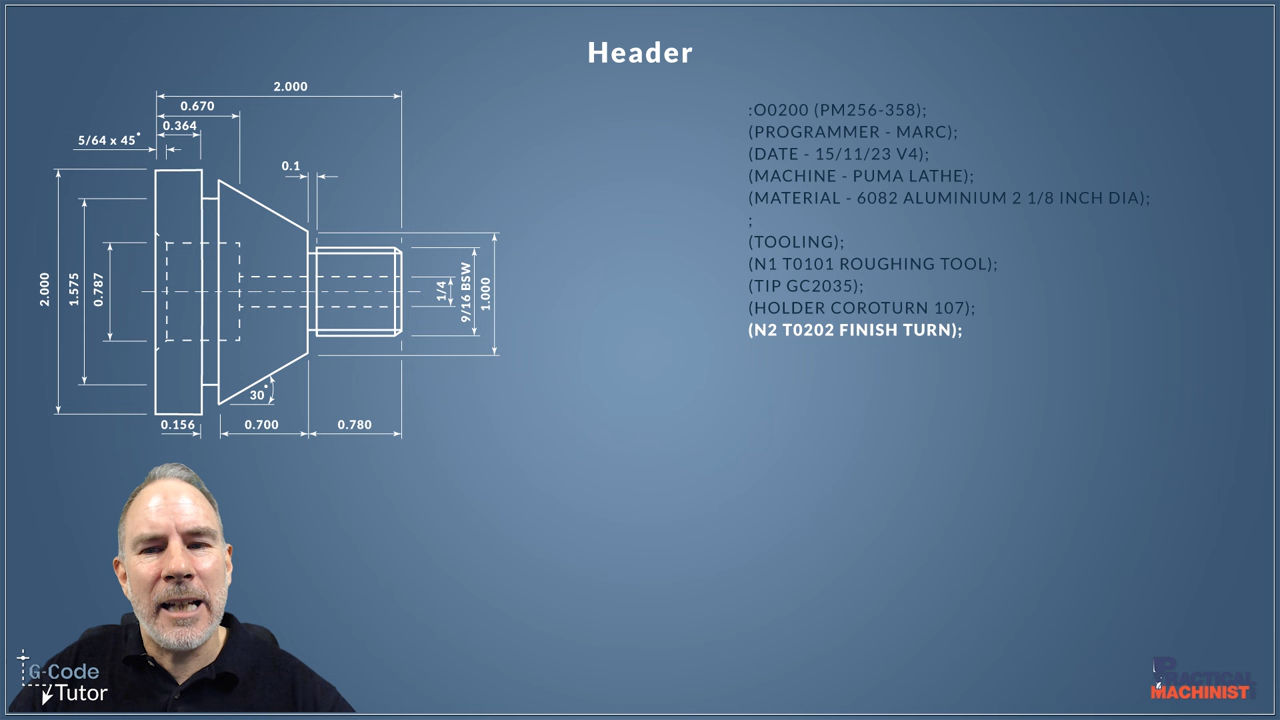 Header
2.000
0.670
0.364
5/64 x 45°
0.1
2.000
1.575
0.787
1/4
9/16 BSW
1.000
30°
0.156
0.700
0.780
:O0200 (PM256-358);
(PROGRAMMER - MARC);
(DATE - 15/11/23 V4);
(MACHINE - PUMA LATHE);
(MATERIAL - 6082 ALUMINIUM 2 1/8 INCH DIA);
;
(TOOLING);
(N1 T0101 ROUGHING TOOL);
(TIP GC2035);
(HOLDER COROTURN 107);
(N2 T0202 FINISH TURN);
G-Code
Tutor
PRACTICAL
MACHINIST